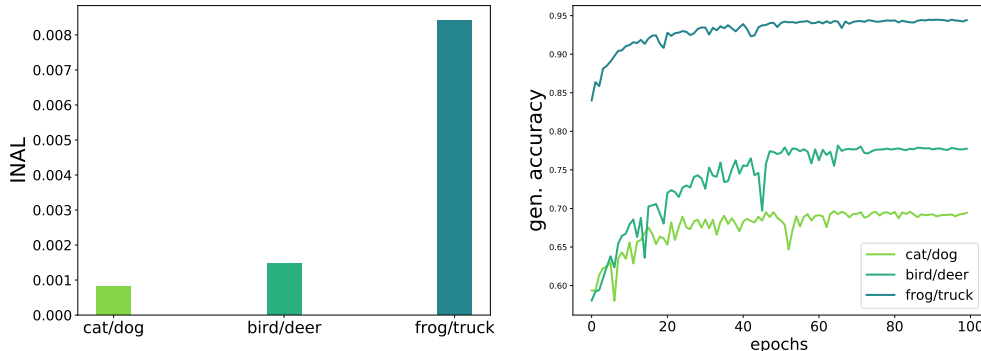 INAL
0.008
0.007
0.006
0.005
0.004
0.003
0.002
0.001
0.000
cat/dog bird/deer frog/truck
gen. accuracy
0.95
0.90
0.85
0.80
0.75
0.70
0.65
0.60
0 20 40 60 80 100
epochs
cat/dog
bird/deer
frog/truck